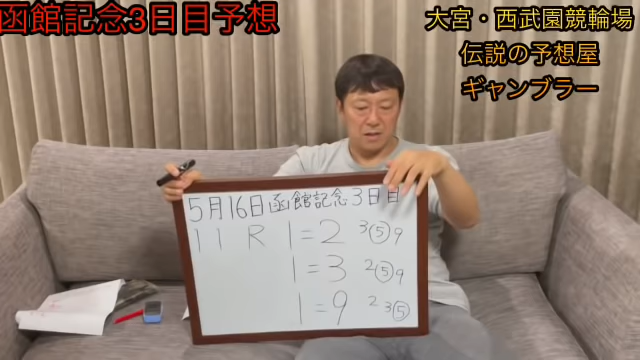 函館記念3日目予想
大宮・西武園競輪場
伝説の予想屋
ギャンブラー
5月16日函館記念3日目
11R 1=2 3⑤9
1=3 2⑤9
1=9 23⑤